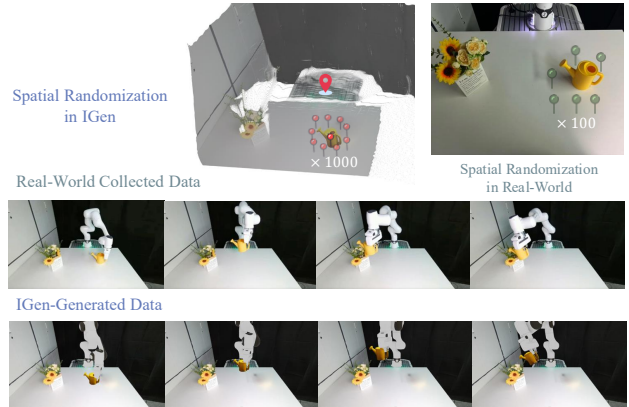 Spatial Randomization
in IGen
× 1000
× 100
Spatial Randomization
in Real-World
Real-World Collected Data
IGen-Generated Data